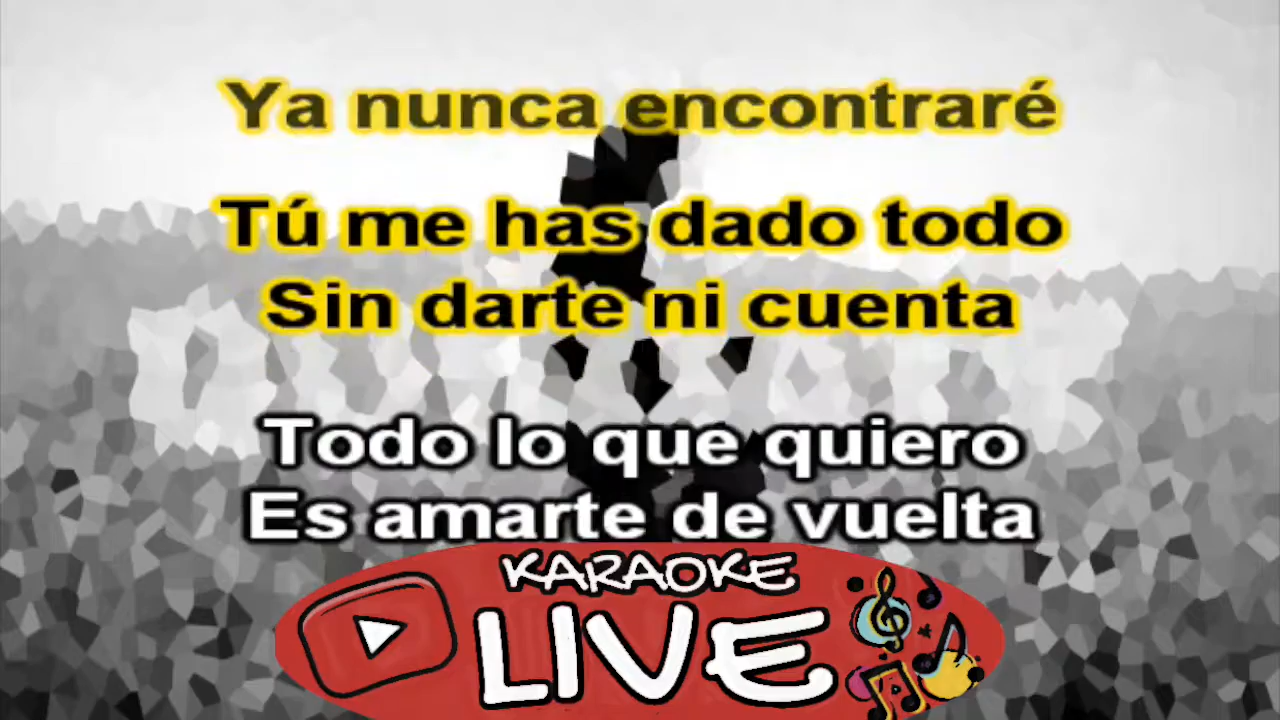 Ya nunca encontraré
Tú me has dado todo
Sin darte ni cuenta
Todo lo que quiero
Es amarte de vuelta
KARAOKE
LIVE